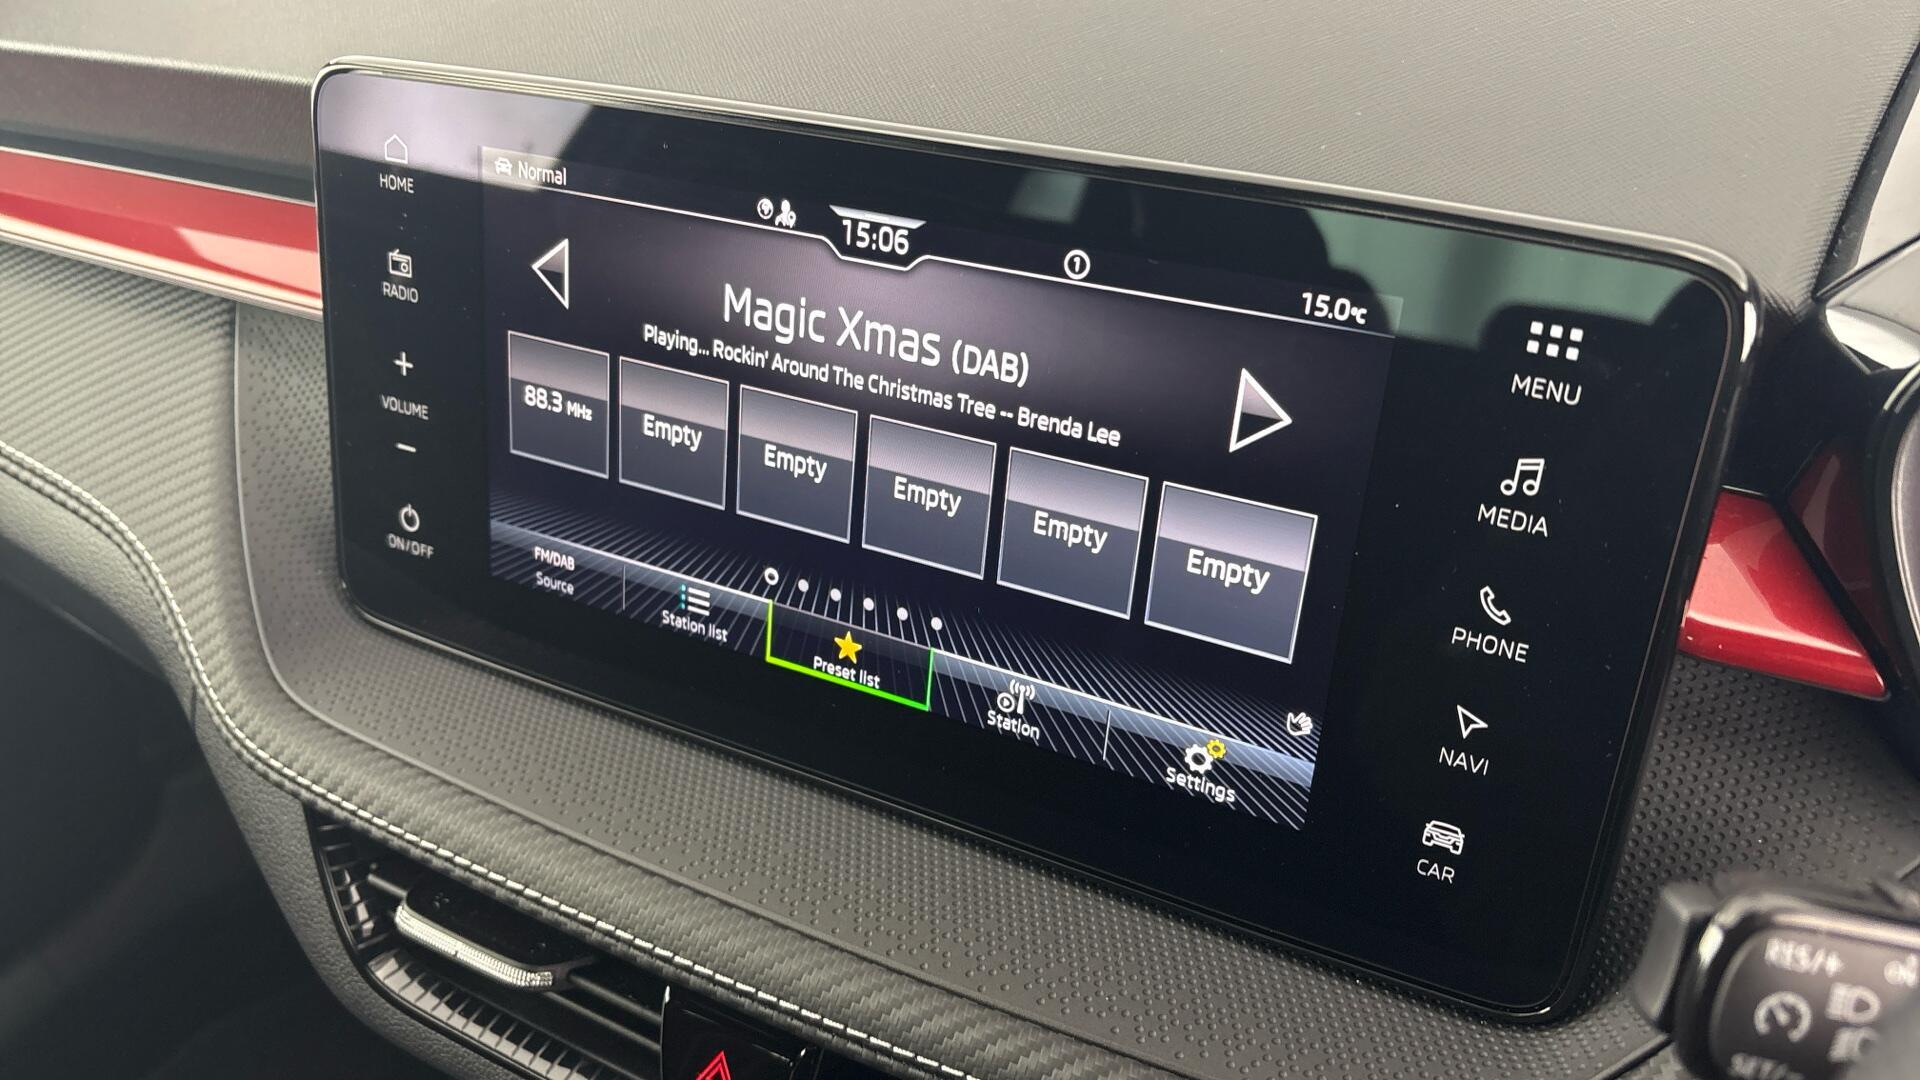 HOME
RADIO
VOLUME
ON/OFF
Normal
15:06
1
15.0°C
Magic Xmas (DAB)
Playing... Rockin' Around The Christmas Tree -- Brenda Lee
88.3 MHz
Empty
Empty
Empty
Empty
Empty
FM/DAB
Source
Station list
Preset list
Station
Settings
MENU
MEDIA
PHONE
NAVI
CAR
RES/+